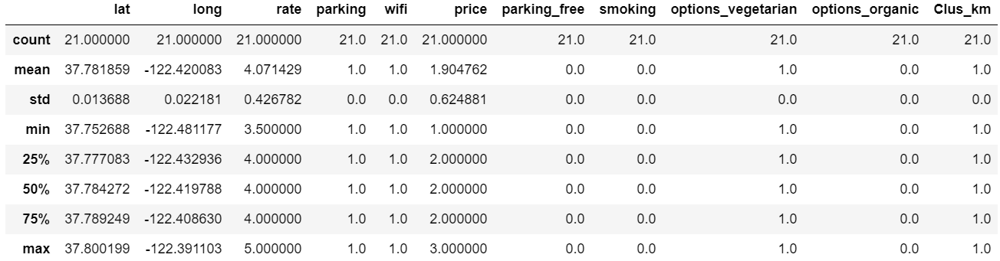 lat long rate parking wifi price parking_free smoking options_vegetarian options_organic Clus_km
count 21.000000 21.000000 21.000000 21.0 21.0 21.000000 21.0 21.0 21.0 21.0 21.0
mean 37.781859 -122.420083 4.071429 1.0 1.0 1.904762 0.0 0.0 1.0 0.0 1.0
std 0.013688 0.022181 0.426782 0.0 0.0 0.624881 0.0 0.0 0.0 0.0 0.0
min 37.752688 -122.481177 3.500000 1.0 1.0 1.000000 0.0 0.0 1.0 0.0 1.0
25% 37.777083 -122.432936 4.000000 1.0 1.0 2.000000 0.0 0.0 1.0 0.0 1.0
50% 37.784272 -122.419788 4.000000 1.0 1.0 2.000000 0.0 0.0 1.0 0.0 1.0
75% 37.789249 -122.408630 4.000000 1.0 1.0 2.000000 0.0 0.0 1.0 0.0 1.0
max 37.800199 -122.391103 5.000000 1.0 1.0 3.000000 0.0 0.0 1.0 0.0 1.0